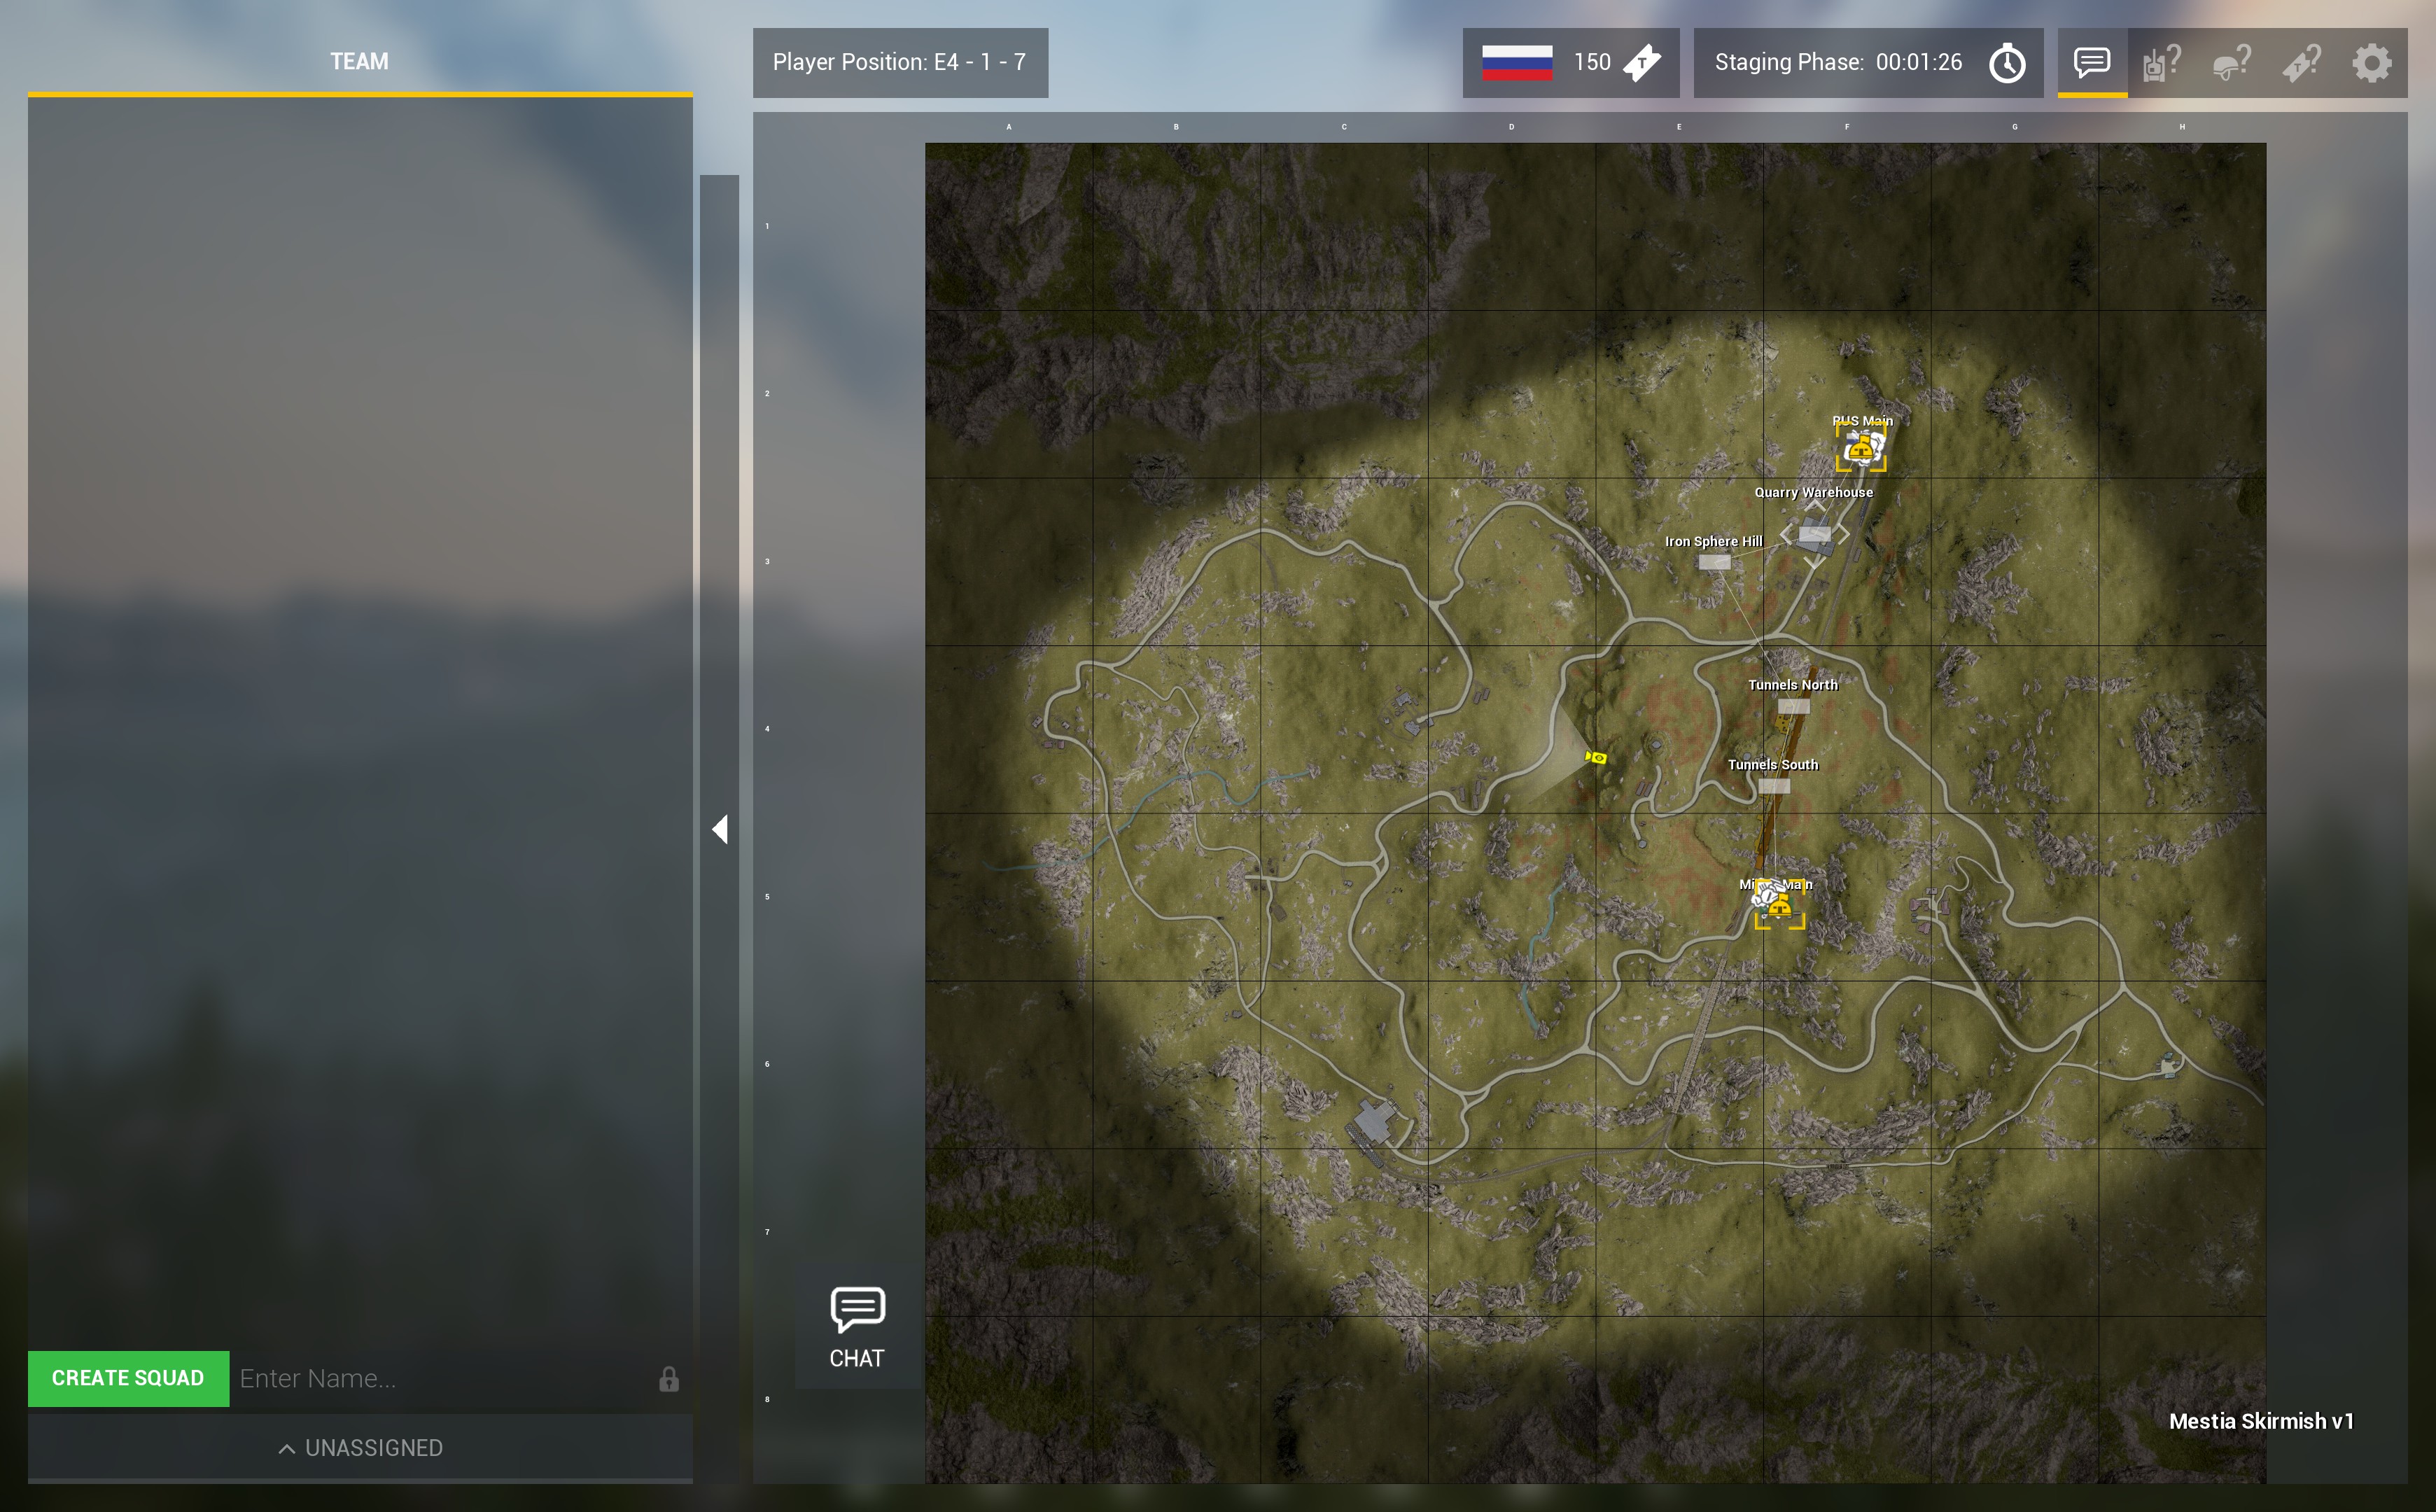 TEAM
Player Position: E4 - 1 - 7
150
Staging Phase: 00:01:26
A B C D E F G H
1
2
RUS Main
Quarry Warehouse
Iron Sphere Hill
3
Tunnels North
4
Tunnels South
Main
5
6
7
CHAT
CREATE SQUAD Enter Name...
8
Mestia Skirmish v1
UNASSIGNED